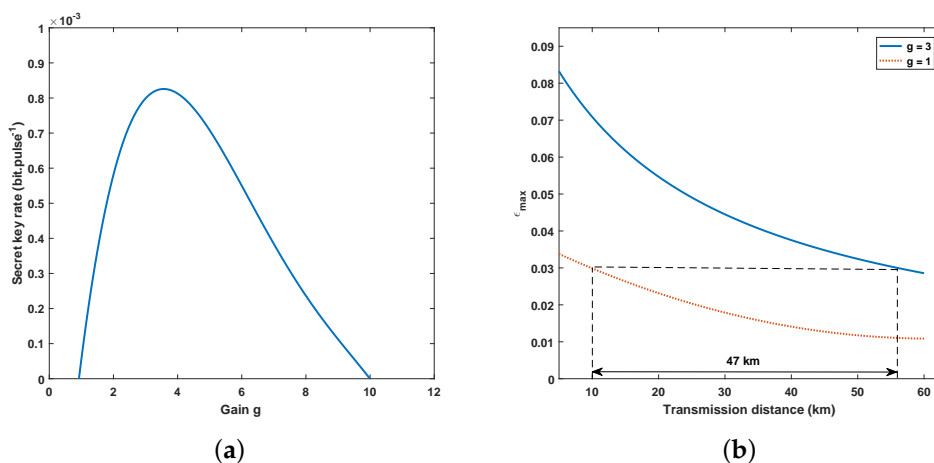 ×10⁻³
1
0.9
0.8
0.7
0.6
0.5
0.4
0.3
0.2
0.1
0
Secret key rate (bit.pulse⁻¹)
0 2 4 6 8 10 12
Gain g
(a)
0.09
0.08
0.07
0.06
0.05
0.04
0.03
0.02
0.01
0
ϵmax
g = 3
g = 1
47 km
10 20 30 40 50 60
Transmission distance (km)
(b)